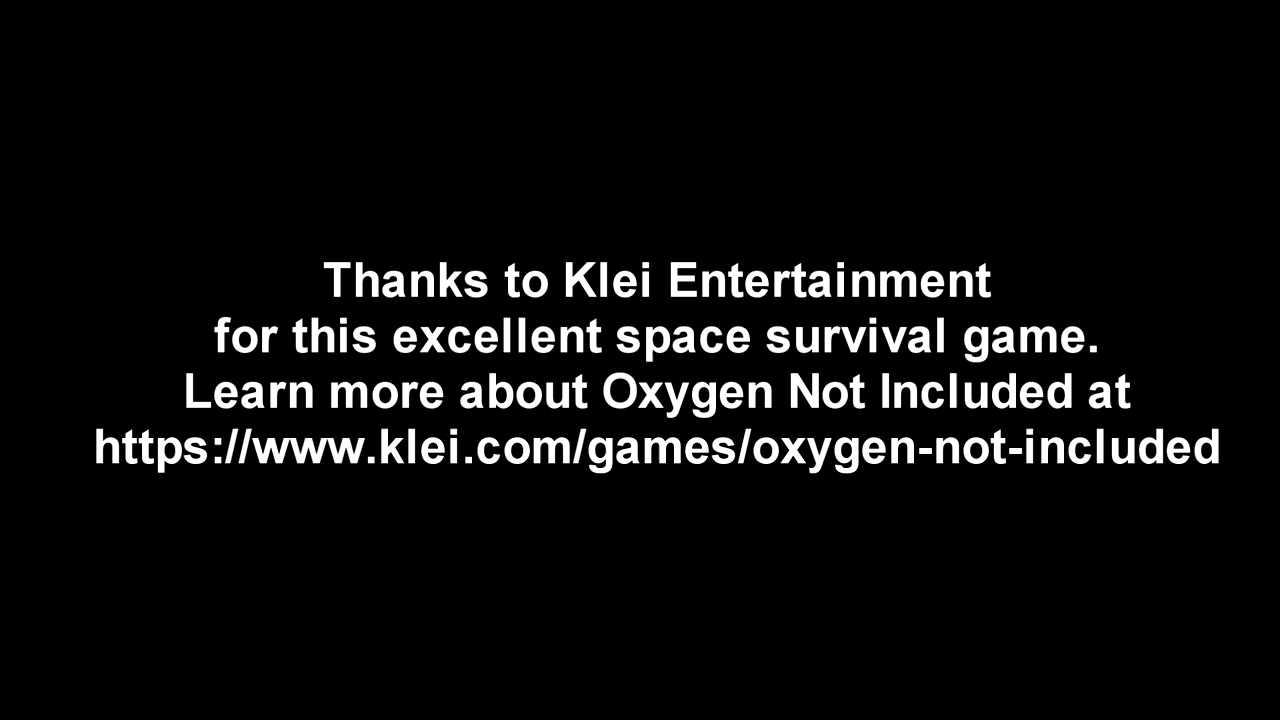 Thanks to Klei Entertainment
for this excellent space survival game.
Learn more about Oxygen Not Included at
https://www.klei.com/games/oxygen-not-included